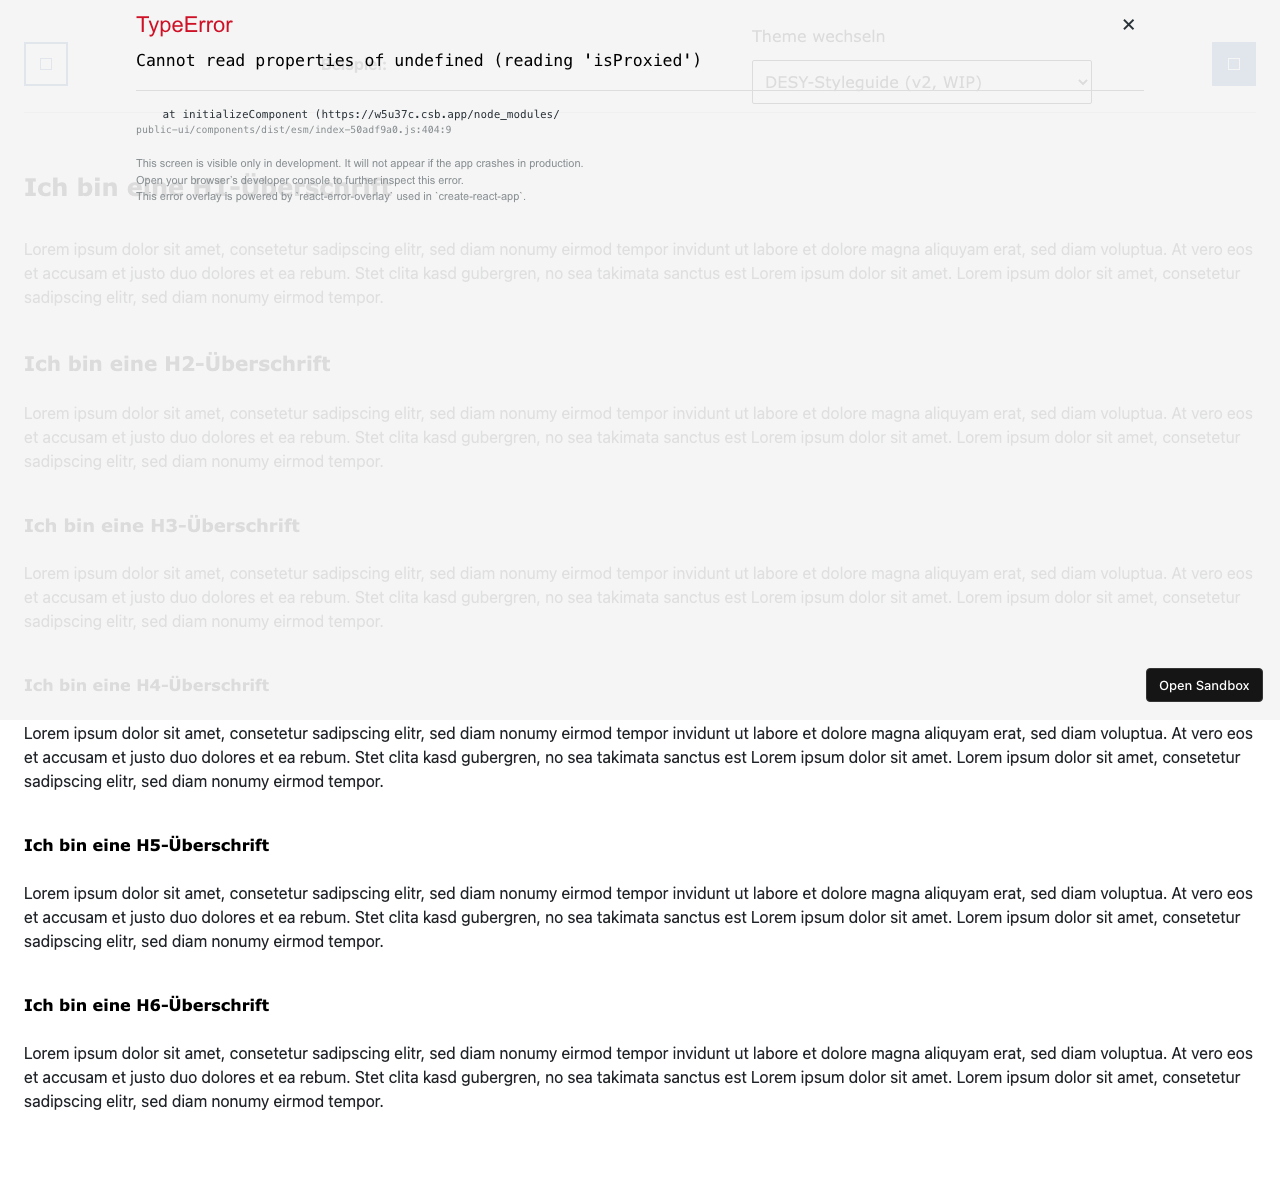 TypeError
✕
Cannot read properties of undefined (reading 'isProxied')
Beispiel:
Theme wechseln
DESY-Styleguide (v2, WIP)
at initializeComponent (https://w5u37c.csb.app/node_modules/
public-ui/components/dist/esm/index-50adf9a0.js:404:9
This screen is visible only in development. It will not appear if the app crashes in production.
Open your browser's developer console to further inspect this error.
This error overlay is powered by `react-error-overlay` used in `create-react-app`.
Ich bin eine H1-Überschrift
Lorem ipsum dolor sit amet, consetetur sadipscing elitr, sed diam nonumy eirmod tempor invidunt ut labore et dolore magna aliquyam erat, sed diam voluptua. At vero eos
et accusam et justo duo dolores et ea rebum. Stet clita kasd gubergren, no sea takimata sanctus est Lorem ipsum dolor sit amet. Lorem ipsum dolor sit amet, consetetur
sadipscing elitr, sed diam nonumy eirmod tempor.
Ich bin eine H2-Überschrift
Lorem ipsum dolor sit amet, consetetur sadipscing elitr, sed diam nonumy eirmod tempor invidunt ut labore et dolore magna aliquyam erat, sed diam voluptua. At vero eos
et accusam et justo duo dolores et ea rebum. Stet clita kasd gubergren, no sea takimata sanctus est Lorem ipsum dolor sit amet. Lorem ipsum dolor sit amet, consetetur
sadipscing elitr, sed diam nonumy eirmod tempor.
Ich bin eine H3-Überschrift
Lorem ipsum dolor sit amet, consetetur sadipscing elitr, sed diam nonumy eirmod tempor invidunt ut labore et dolore magna aliquyam erat, sed diam voluptua. At vero eos
et accusam et justo duo dolores et ea rebum. Stet clita kasd gubergren, no sea takimata sanctus est Lorem ipsum dolor sit amet. Lorem ipsum dolor sit amet, consetetur
sadipscing elitr, sed diam nonumy eirmod tempor.
Ich bin eine H4-Überschrift
Open Sandbox
Lorem ipsum dolor sit amet, consetetur sadipscing elitr, sed diam nonumy eirmod tempor invidunt ut labore et dolore magna aliquyam erat, sed diam voluptua. At vero eos
et accusam et justo duo dolores et ea rebum. Stet clita kasd gubergren, no sea takimata sanctus est Lorem ipsum dolor sit amet. Lorem ipsum dolor sit amet, consetetur
sadipscing elitr, sed diam nonumy eirmod tempor.
Ich bin eine H5-Überschrift
Lorem ipsum dolor sit amet, consetetur sadipscing elitr, sed diam nonumy eirmod tempor invidunt ut labore et dolore magna aliquyam erat, sed diam voluptua. At vero eos
et accusam et justo duo dolores et ea rebum. Stet clita kasd gubergren, no sea takimata sanctus est Lorem ipsum dolor sit amet. Lorem ipsum dolor sit amet, consetetur
sadipscing elitr, sed diam nonumy eirmod tempor.
Ich bin eine H6-Überschrift
Lorem ipsum dolor sit amet, consetetur sadipscing elitr, sed diam nonumy eirmod tempor invidunt ut labore et dolore magna aliquyam erat, sed diam voluptua. At vero eos
et accusam et justo duo dolores et ea rebum. Stet clita kasd gubergren, no sea takimata sanctus est Lorem ipsum dolor sit amet. Lorem ipsum dolor sit amet, consetetur
sadipscing elitr, sed diam nonumy eirmod tempor.